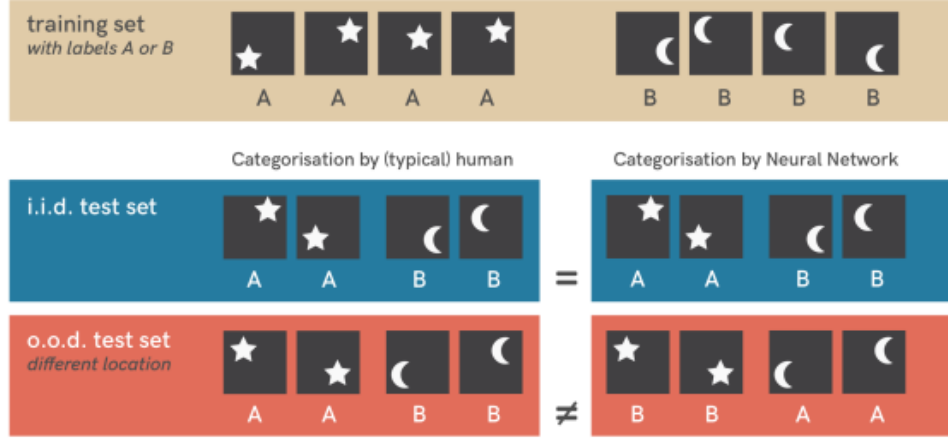 training set
with labels A or B
A A A A B B B B
Categorisation by (typical) human Categorisation by Neural Network
i.i.d. test set
A A B B = A A B B
o.o.d. test set
different location
A A B B ≠ B B A A